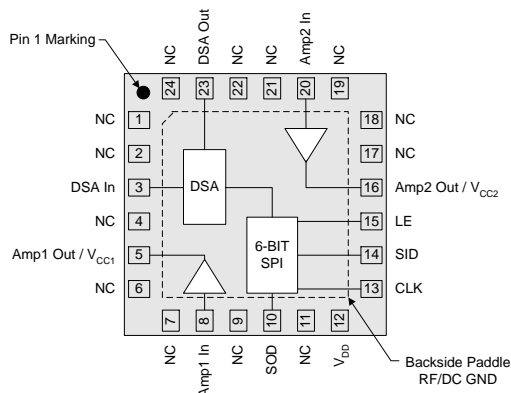 Pin 1 Marking
NC
DSA Out
NC
NC
Amp2 In
NC
24
23
22
21
20
19
NC
1
18
NC
NC
2
17
NC
DSA In
3
DSA
16
Amp2 Out / VCC2
NC
4
15
LE
Amp1 Out / VCC1
5
6-BIT
SPI
14
SID
NC
6
13
CLK
7
8
9
10
11
12
NC
Amp1 In
NC
SOD
NC
VDD
Backside Paddle
RF/DC GND